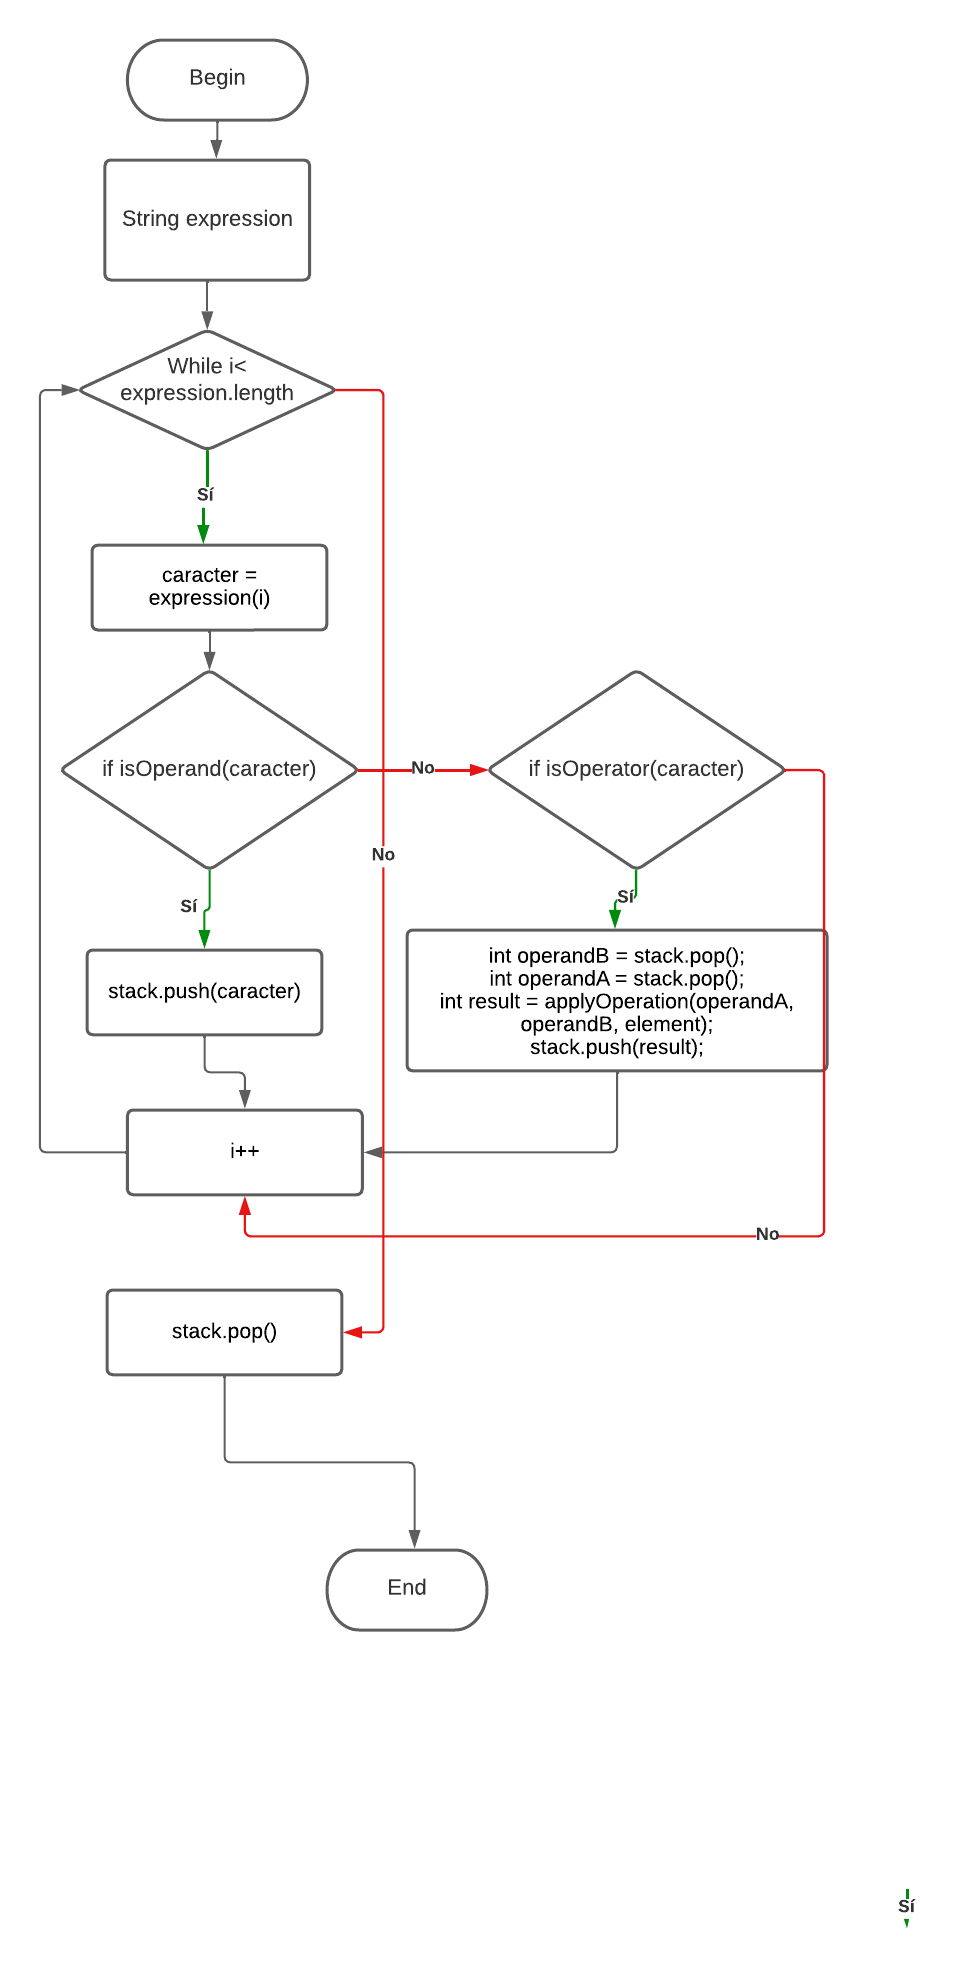 Begin
String expression
While i<
expression.length
Sí
caracter =
expression(i)
if isOperand(caracter)
No
if isOperator(caracter)
No
Sí
Sí
stack.push(caracter)
int operandB = stack.pop();
int operandA = stack.pop();
int result = applyOperation(operandA,
operandB, element);
stack.push(result);
i++
No
stack.pop()
End
Sí